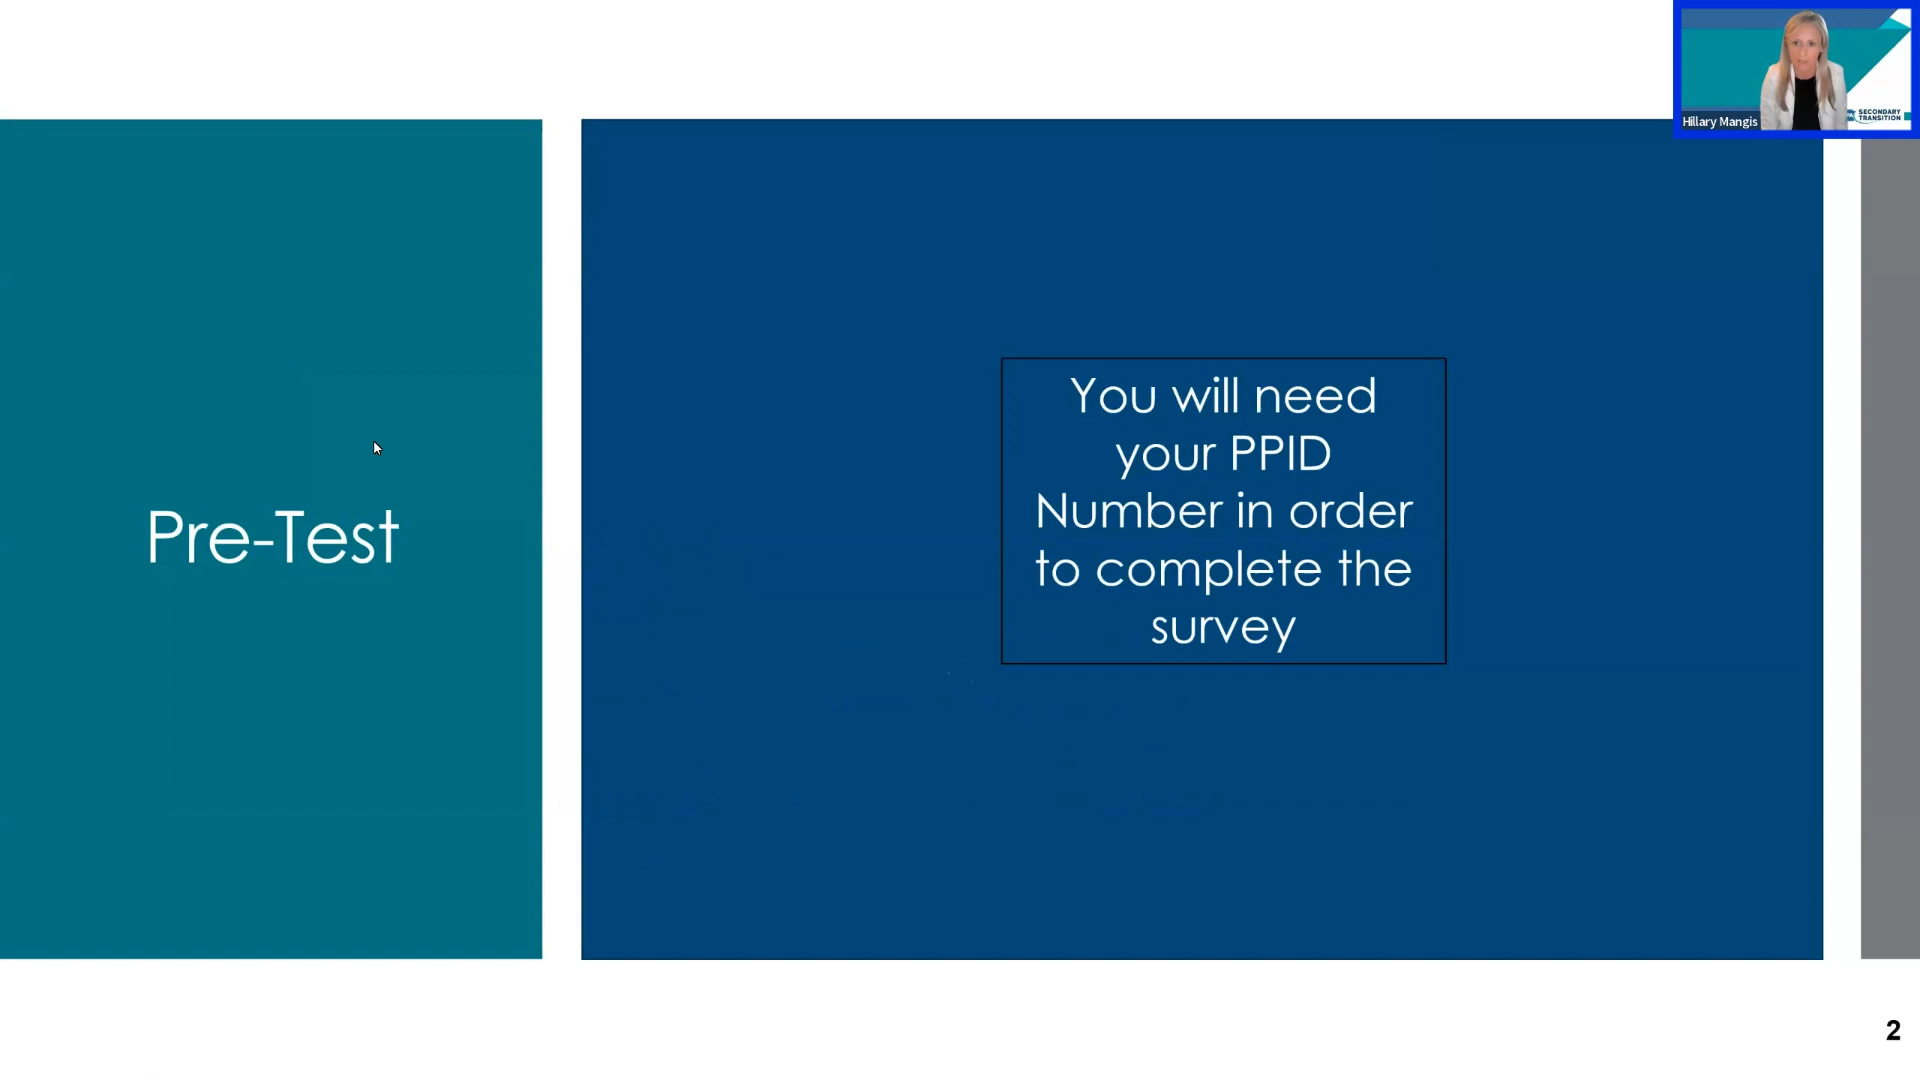 Hillary Mangis
SECONDARY
TRANSITION
Pre-Test
You will need
your PPID
Number in order
to complete the
survey
2